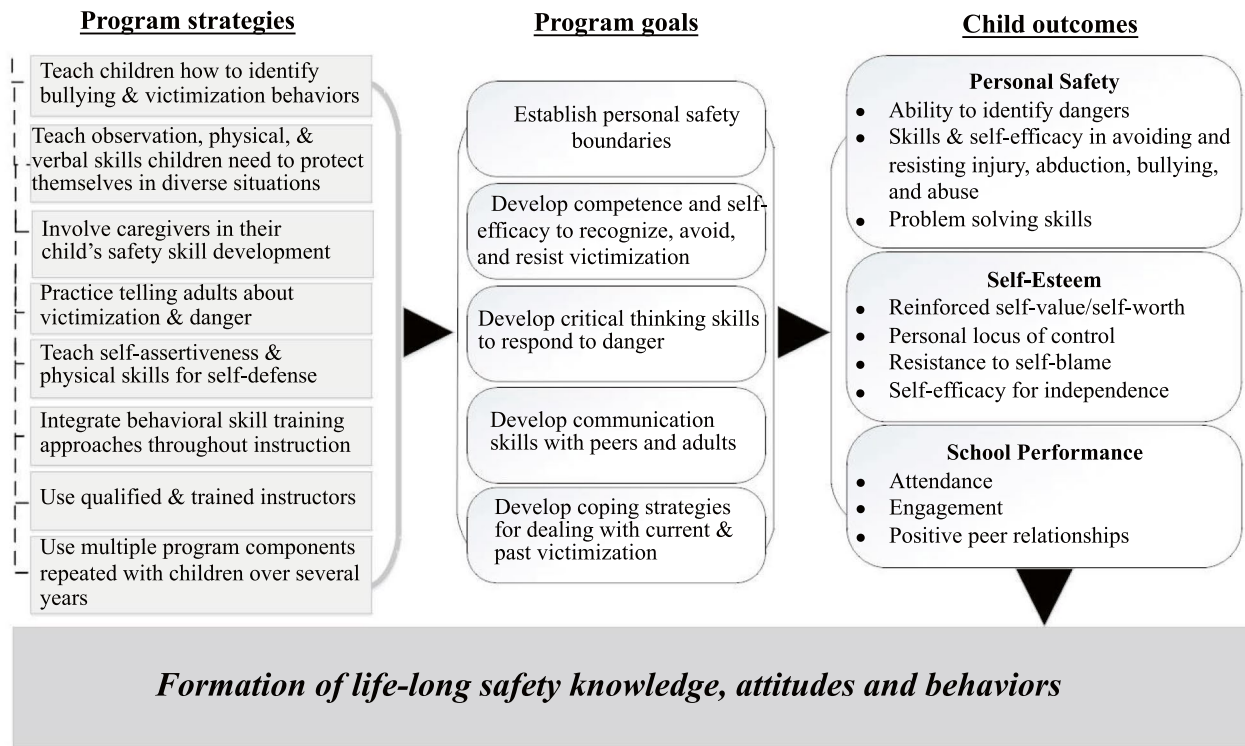 Program strategies
Teach children how to identify
bullying & victimization behaviors
Teach observation, physical, &
verbal skills children need to protect
themselves in diverse situations
Involve caregivers in their
child’s safety skill development
Practice telling adults about
victimization & danger
Teach self-assertiveness &
physical skills for self-defense
Integrate behavioral skill training
approaches throughout instruction
Use qualified & trained instructors
Use multiple program components
repeated with children over several
years
Program goals
Establish personal safety
boundaries
Develop competence and self-
efficacy to recognize, avoid,
and resist victimization
Develop critical thinking skills
to respond to danger
Develop communication
skills with peers and adults
Develop coping strategies
for dealing with current &
past victimization
Child outcomes
Personal Safety
• Ability to identify dangers
• Skills & self-efficacy in avoiding and
resisting injury, abduction, bullying,
and abuse
• Problem solving skills
Self-Esteem
• Reinforced self-value/self-worth
• Personal locus of control
• Resistance to self-blame
• Self-efficacy for independence
School Performance
• Attendance
• Engagement
• Positive peer relationships
Formation of life-long safety knowledge, attitudes and behaviors